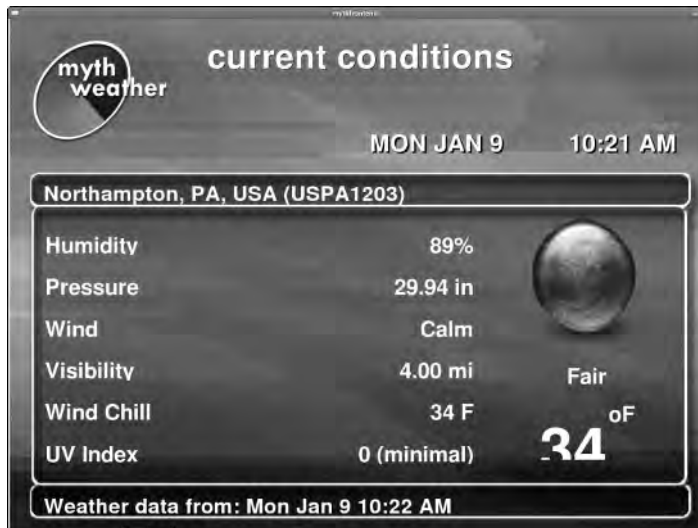 myth
weather
current conditions
MON JAN 9 10:21 AM
Northampton, PA, USA (USPA1203)
Humidity 89%
Pressure 29.94 in
Wind Calm
Visibility 4.00 mi
Fair
Wind Chill 34 F
oF
34
UV Index 0 (minimal)
Weather data from: Mon Jan 9 10:22 AM